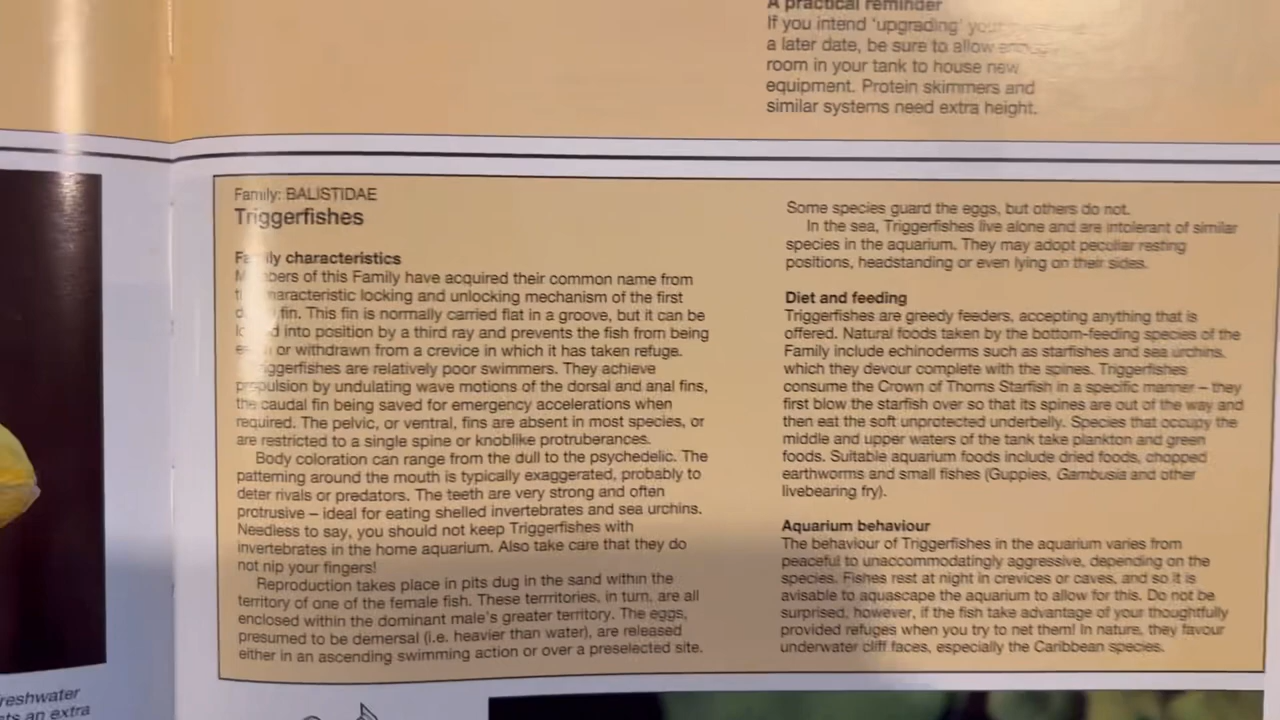 A practical reminder
If you intend 'upgrading'
a later date, be sure to allow
room in your tank to house new
equipment. Protein skimmers and
similar systems need extra height.
Family: BALISTIDAE
Triggerfishes
Family characteristics
Members of this Family have acquired their common name from
characteristic locking and unlocking mechanism of the first
fin. This fin is normally carried flat in a groove, but it can be
into position by a third ray and prevents the fish from being
or withdrawn from a crevice in which it has taken refuge.
Triggerfishes are relatively poor swimmers. They achieve
propulsion by undulating wave motions of the dorsal and anal fins,
the caudal fin being saved for emergency accelerations when
required. The pelvic, or ventral, fins are absent in most species, or
are restricted to a single spine or knoblike protruberances.
Body coloration can range from the dull to the psychedelic. The
patterning around the mouth is typically exaggerated, probably to
deter rivals or predators. The teeth are very strong and often
protrusive – ideal for eating shelled invertebrates and sea urchins.
Needless to say, you should not keep Triggerfishes with
invertebrates in the home aquarium. Also take care that they do
not nip your fingers!
Reproduction takes place in pits dug in the sand within the
territory of one of the female fish. These terrritories, in turn, are all
enclosed within the dominant male's greater territory. The eggs,
presumed to be demersal (i.e. heavier than water), are released
either in an ascending swimming action or over a preselected site.
Some species guard the eggs, but others do not.
In the sea, Triggerfishes live alone and are intolerant of similar
species in the aquarium. They may adopt peculiar resting
positions, headstanding or even lying on their sides.
Diet and feeding
Triggerfishes are greedy feeders, accepting anything that is
offered. Natural foods taken by the bottom-feeding species of the
Family include echinoderms such as starfishes and sea urchins,
which they devour complete with the spines. Triggerfishes
consume the Crown of Thorns Starfish in a specific manner – they
first blow the starfish over so that its spines are out of the way and
then eat the soft unprotected underbelly. Species that occupy the
middle and upper waters of the tank take plankton and green
foods. Suitable aquarium foods include dried foods, chopped
earthworms and small fishes (Guppies, Gambusia and other
livebearing fry).
Aquarium behaviour
The behaviour of Triggerfishes in the aquarium varies from
peaceful to unaccommodatingly aggressive, depending on the
species. Fishes rest at night in crevices or caves, and so it is
avisable to aquascape the aquarium to allow for this. Do not be
surprised, however, if the fish take advantage of your thoughtfully
provided refuges when you try to net them! In nature, they favour
underwater cliff faces, especially the Caribbean species.
freshwater
an extra